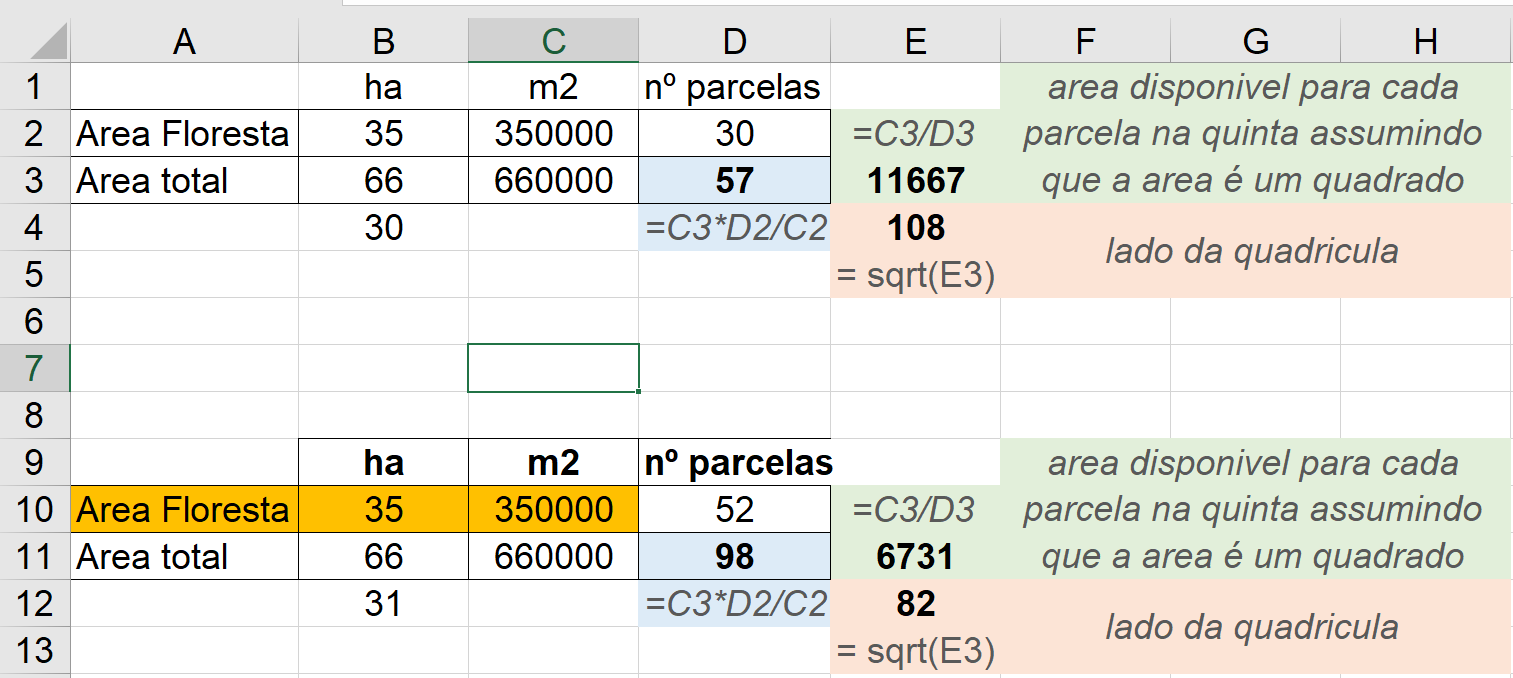 A B C D E F G H
1 ha m2 nº parcelas area disponivel para cada
2 Area Floresta 35 350000 30 =C3/D3 parcela na quinta assumindo
3 Area total 66 660000 57 11667 que a area é um quadrado
4 30 =C3*D2/C2 108 lado da quadricula
5 = sqrt(E3)
6
7
8
9 ha m2 nº parcelas area disponivel para cada
10 Area Floresta 35 350000 52 =C3/D3 parcela na quinta assumindo
11 Area total 66 660000 98 6731 que a area é um quadrado
12 31 =C3*D2/C2 82 lado da quadricula
13 = sqrt(E3)